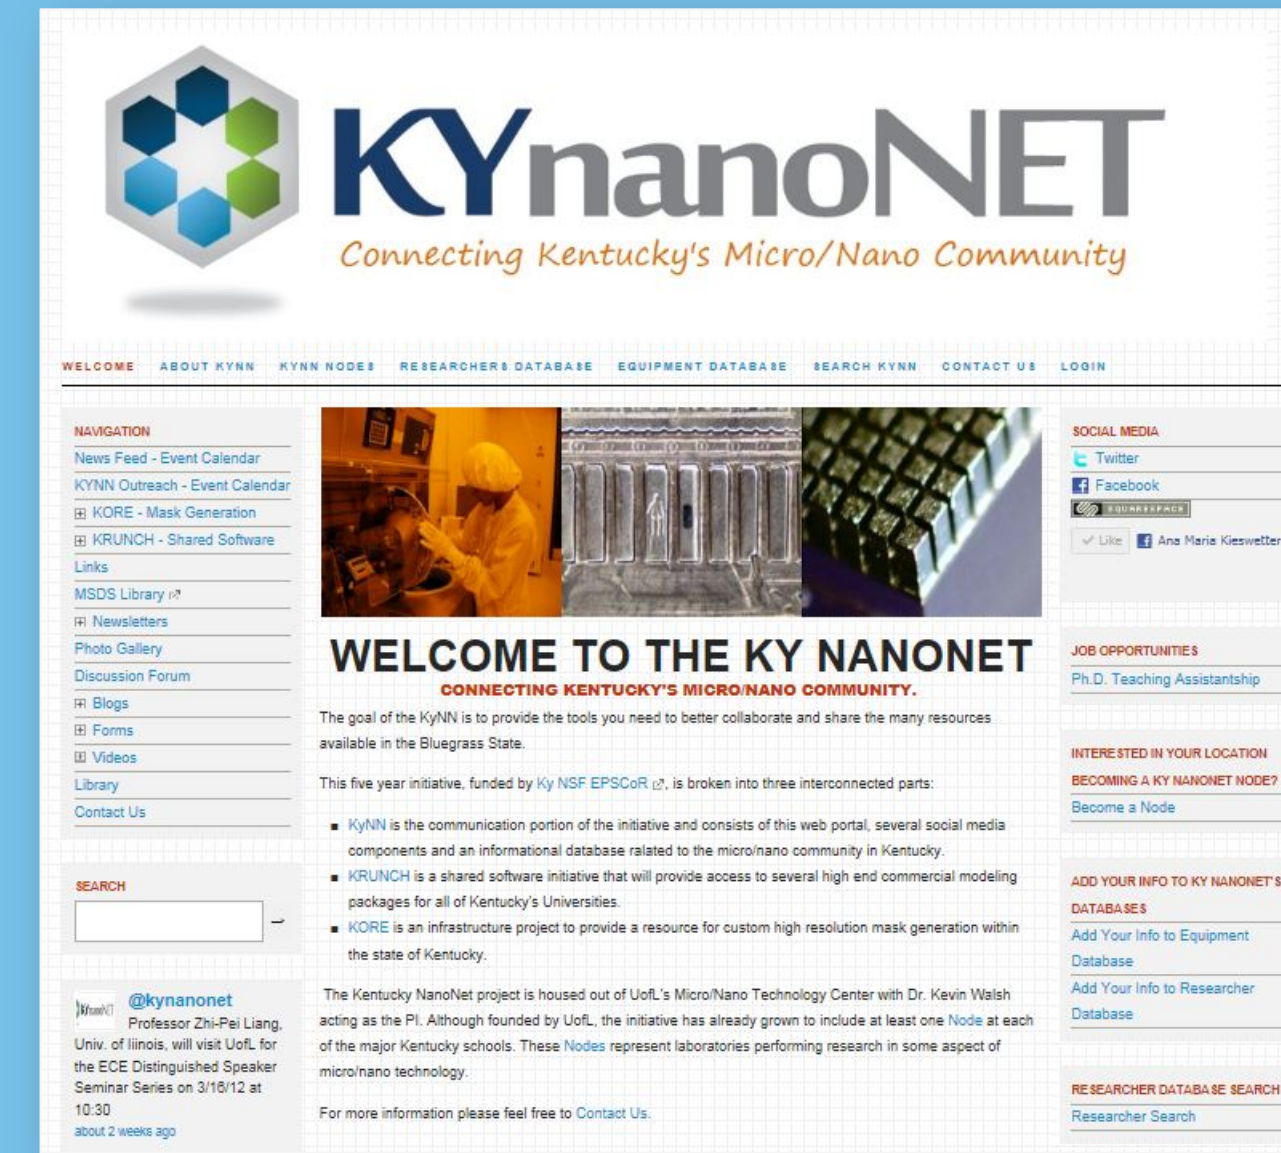 KYnanoNET
Connecting Kentucky's Micro/Nano Community
WELCOME ABOUT KYNN KYNN NODES RESEARCHERS DATABASE EQUIPMENT DATABASE SEARCH KYNN CONTACT US LOGIN
NAVIGATION
News Feed - Event Calendar
KYNN Outreach - Event Calendar
KORE - Mask Generation
KRUNCH - Shared Software
Links
MSDS Library
Newsletters
Photo Gallery
Discussion Forum
Blogs
Forms
Videos
Library
Contact Us
SEARCH
KYnanoNET
@kynanonet
Professor Zhi-Pei Liang,
Univ. of Iiinois, will visit UofL for
the ECE Distinguished Speaker
Seminar Series on 3/16/12 at
10:30
about 2 weeks ago
WELCOME TO THE KY NANONET
CONNECTING KENTUCKY'S MICRO/NANO COMMUNITY.
The goal of the KyNN is to provide the tools you need to better collaborate and share the many resources
available in the Bluegrass State.
This five year initiative, funded by Ky NSF EPSCoR, is broken into three interconnected parts:
KyNN is the communication portion of the initiative and consists of this web portal, several social media
components and an informational database ralated to the micro/nano community in Kentucky.
KRUNCH is a shared software initiative that will provide access to several high end commercial modeling
packages for all of Kentucky's Universities.
KORE is an infrastructure project to provide a resource for custom high resolution mask generation within
the state of Kentucky.
The Kentucky NanoNet project is housed out of UofL's Micro/Nano Technology Center with Dr. Kevin Walsh
acting as the PI. Although founded by UofL, the initiative has already grown to include at least one Node at each
of the major Kentucky schools. These Nodes represent laboratories performing research in some aspect of
micro/nano technology.
For more information please feel free to Contact Us.
SOCIAL MEDIA
Twitter
Facebook
SQUARESPACE
Like Ana Maria Kieswetter
JOB OPPORTUNITIES
Ph.D. Teaching Assistantship
INTERESTED IN YOUR LOCATION
BECOMING A KY NANONET NODE?
Become a Node
ADD YOUR INFO TO KY NANONET'S
DATABASES
Add Your Info to Equipment
Database
Add Your Info to Researcher
Database
RESEARCHER DATABASE SEARCH
Researcher Search